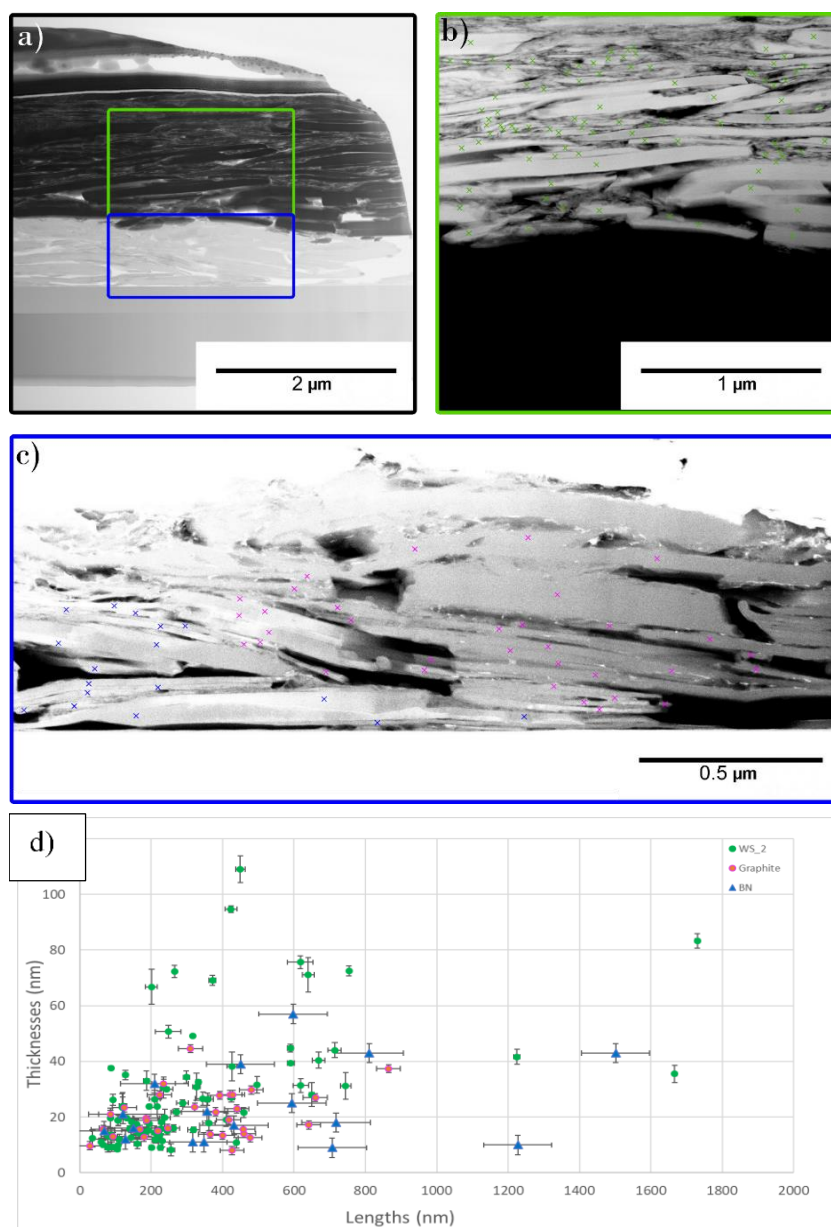 a)
2 µm
b)
1 µm
c)
0.5 µm
d)
WS_2
Graphite
BN
Thicknesses (nm)
100
80
60
40
20
0
0 200 400 600 800 1000 1200 1400 1600 1800 2000
Lengths (nm)